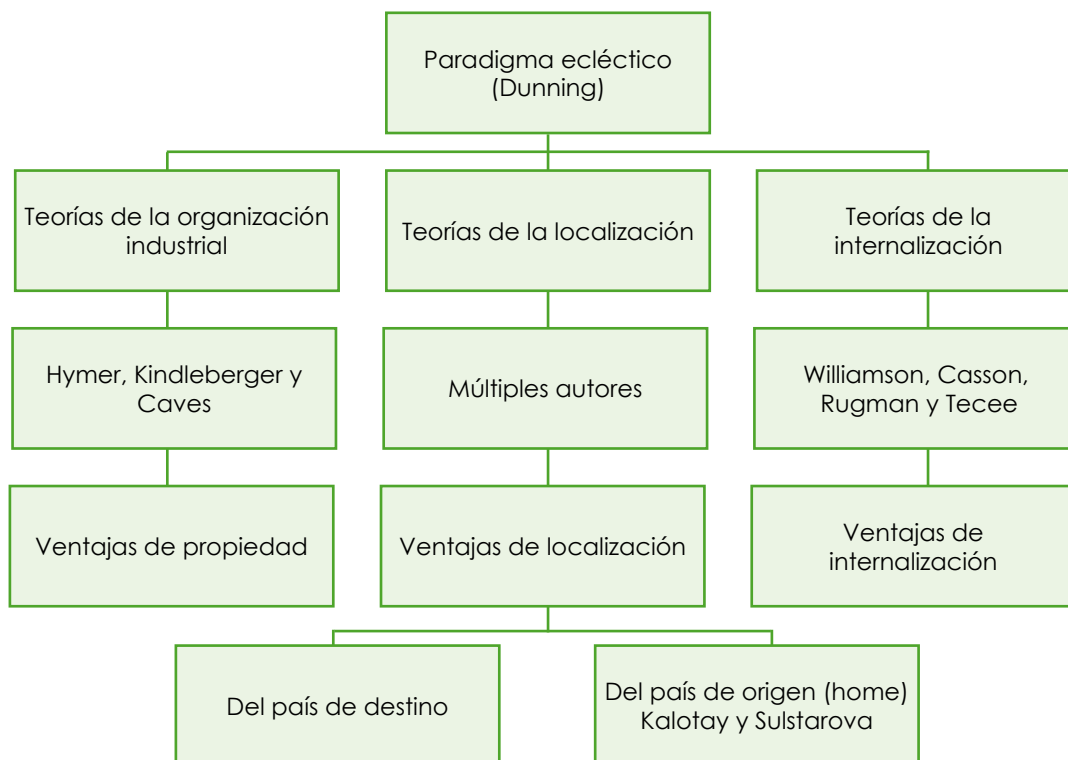 Paradigma ecléctico
(Dunning)
Teorías de la organización
industrial
Teorías de la localización
Teorías de la
internalización
Hymer, Kindleberger y
Caves
Múltiples autores
Williamson, Casson,
Rugman y Tecee
Ventajas de propiedad
Ventajas de localización
Ventajas de
internalización
Del país de destino
Del país de origen (home)
Kalotay y Sulstarova